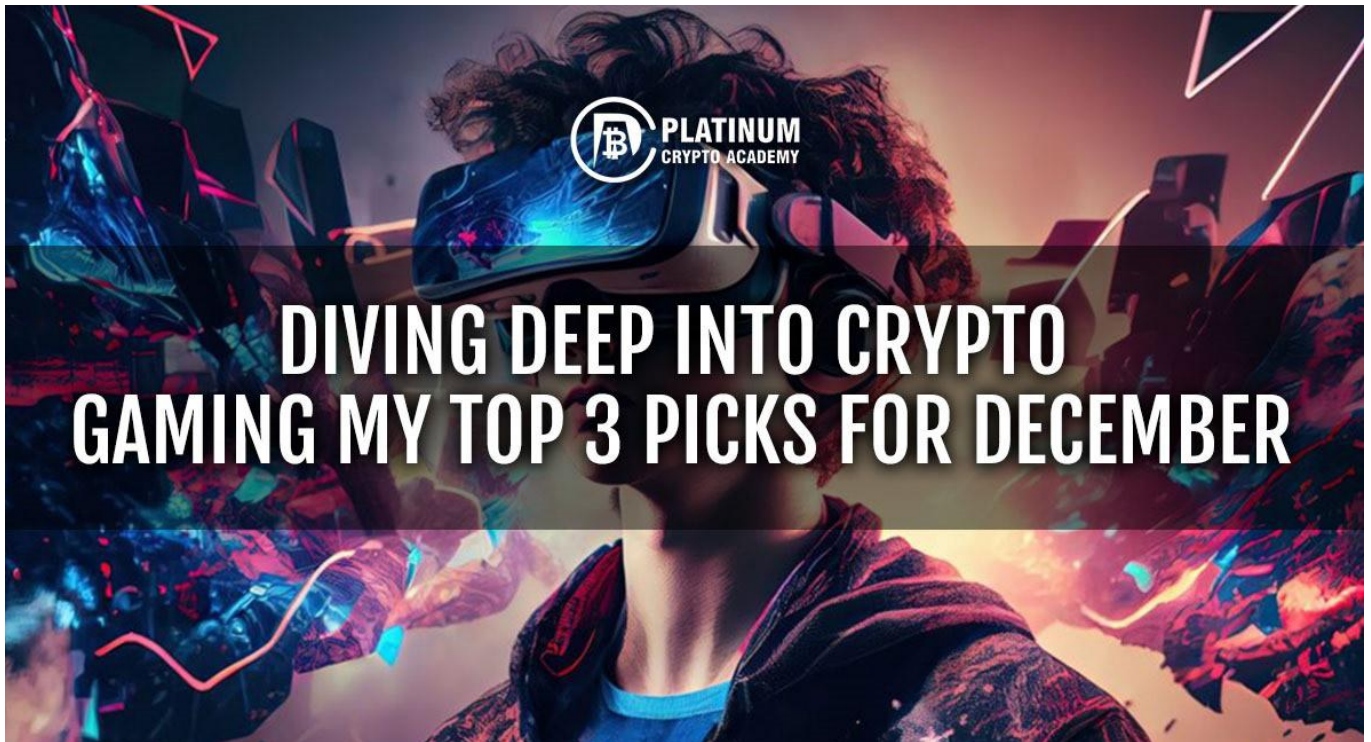 PLATINUM
CRYPTO ACADEMY
DIVING DEEP INTO CRYPTO
GAMING MY TOP 3 PICKS FOR DECEMBER